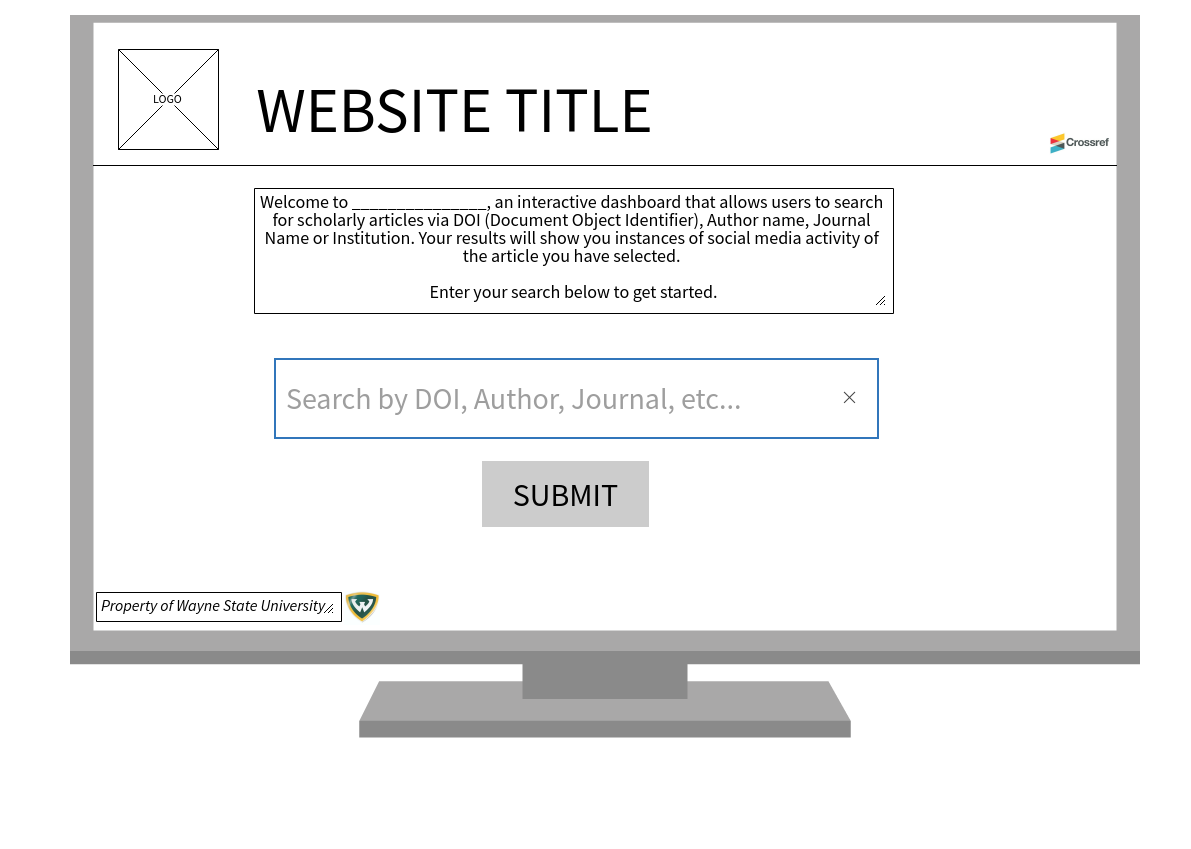 LOGO
WEBSITE TITLE
Crossref
Welcome to _______________, an interactive dashboard that allows users to search
for scholarly articles via DOI (Document Object Identifier), Author name, Journal
Name or Institution. Your results will show you instances of social media activity of
the article you have selected.
Enter your search below to get started.
Search by DOI, Author, Journal, etc...
SUBMIT
Property of Wayne State University
W